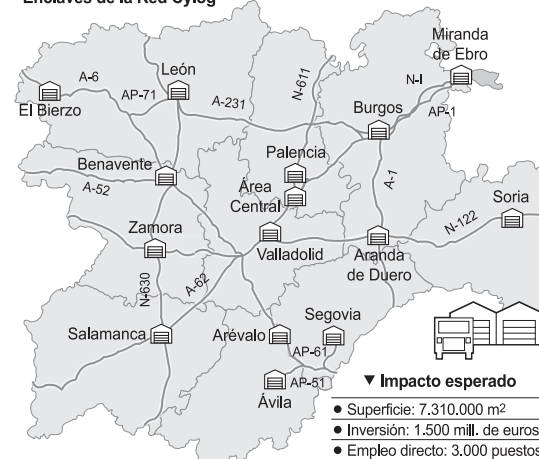 Enclaves de la Red Cylog
Miranda
de Ebro
A-6
León
N-611
N-I
El Bierzo
AP-71
A-231
Burgos
AP-1
Palencia
Benavente
A-52
Área
Central
A-1
Soria
Zamora
N-122
Valladolid
Aranda
de Duero
N-630
A-62
Segovia
Salamanca
Arévalo
AP-61
AP-51
Ávila
▼ Impacto esperado
● Superficie: 7.310.000 m²
● Inversión: 1.500 mill. de euros
● Empleo directo: 3.000 puestos